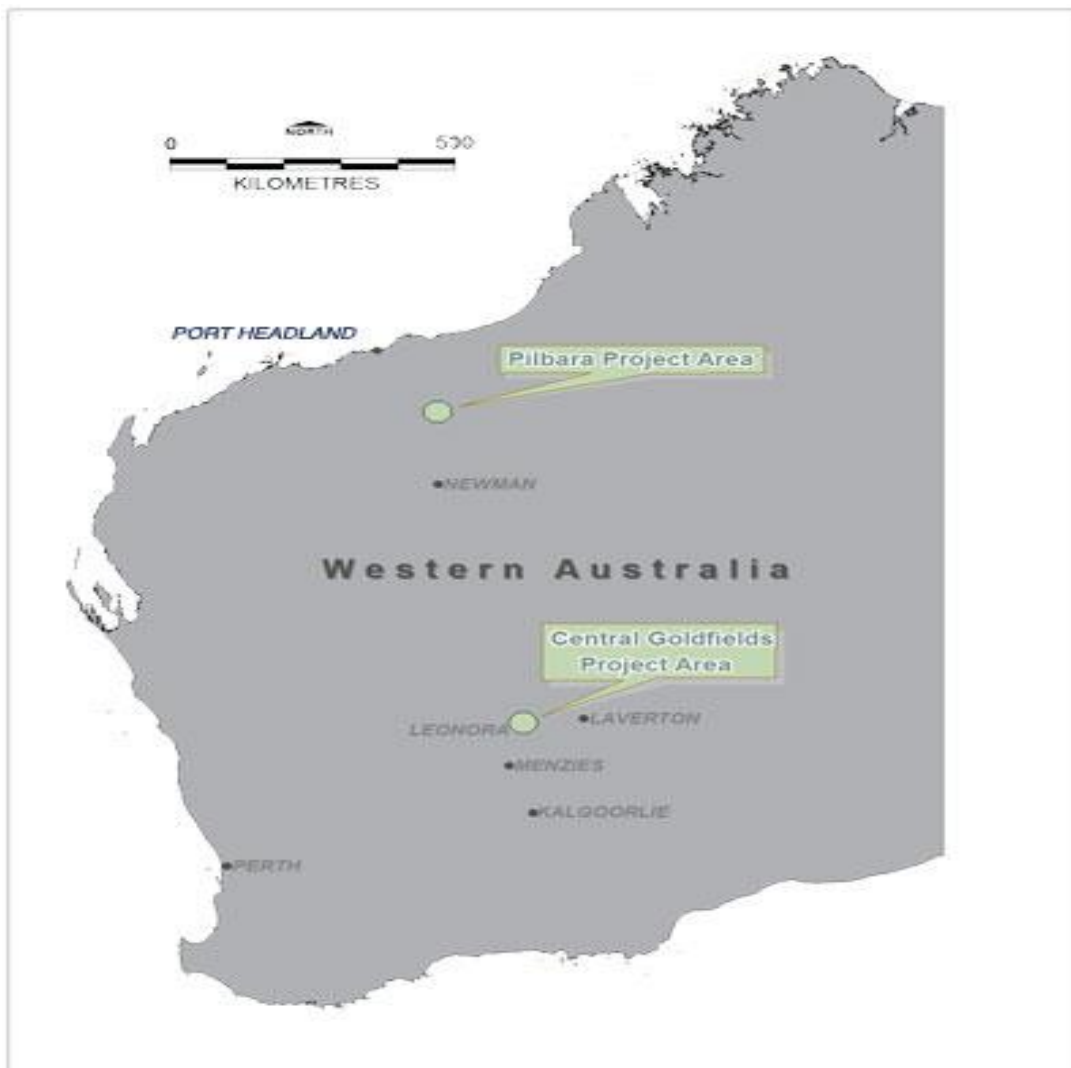 NORTH
0 500
KILOMETRES
PORT HEADLAND
Pilbara Project Area
NEWMAN
Western Australia
Central Goldfields
Project Area
LAVERTON
LEONORA
MENZIES
KALGOORLIE
PERTH